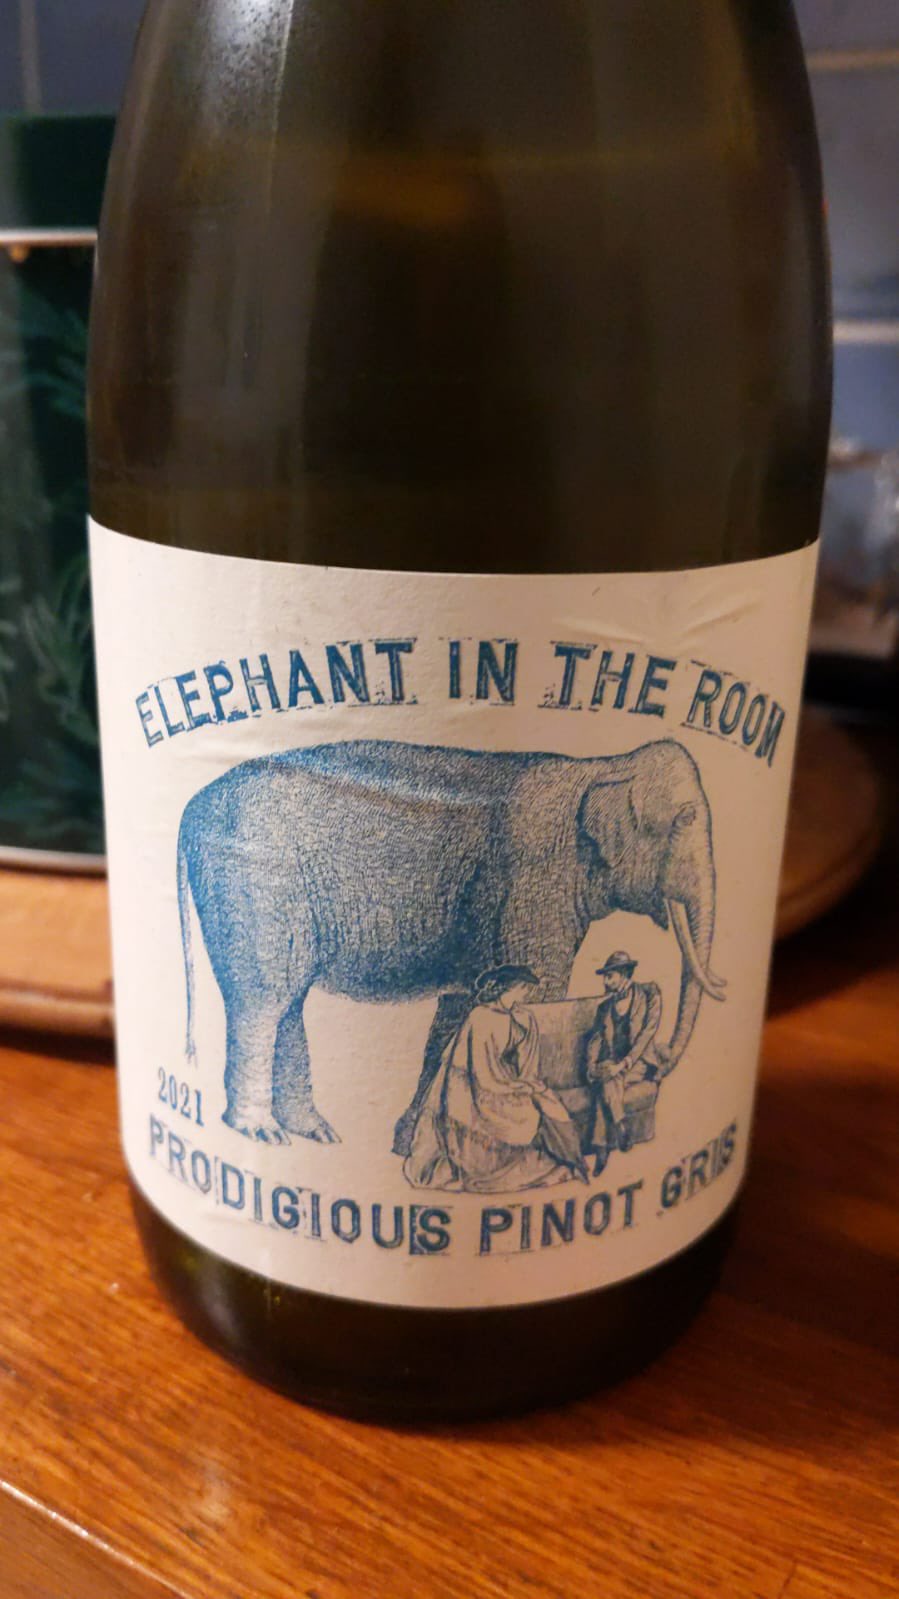 ELEPHANT IN THE ROOM
2021
PRODIGIOUS PINOT GRIS